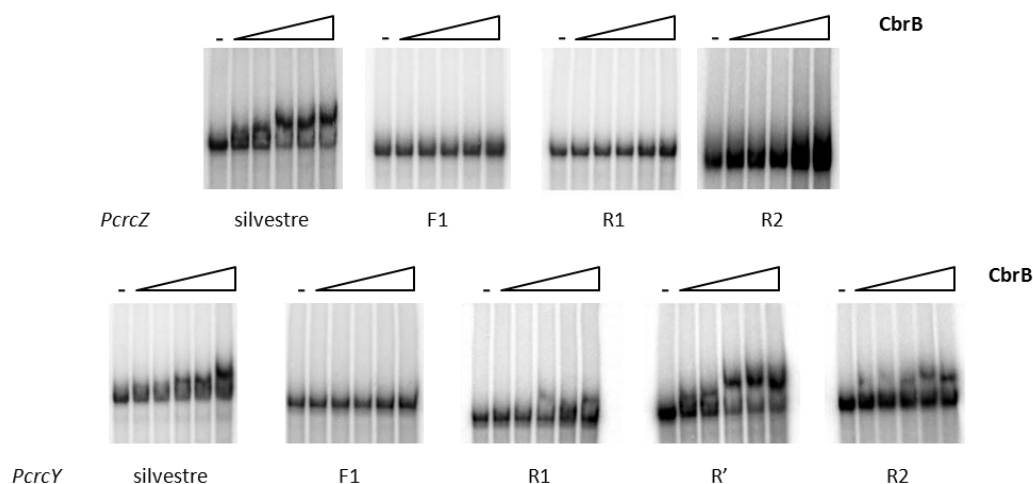 CbrB
- - - -
PcrcZ silvestre F1 R1 R2
CbrB
- - - - -
PcrcY silvestre F1 R1 R’ R2